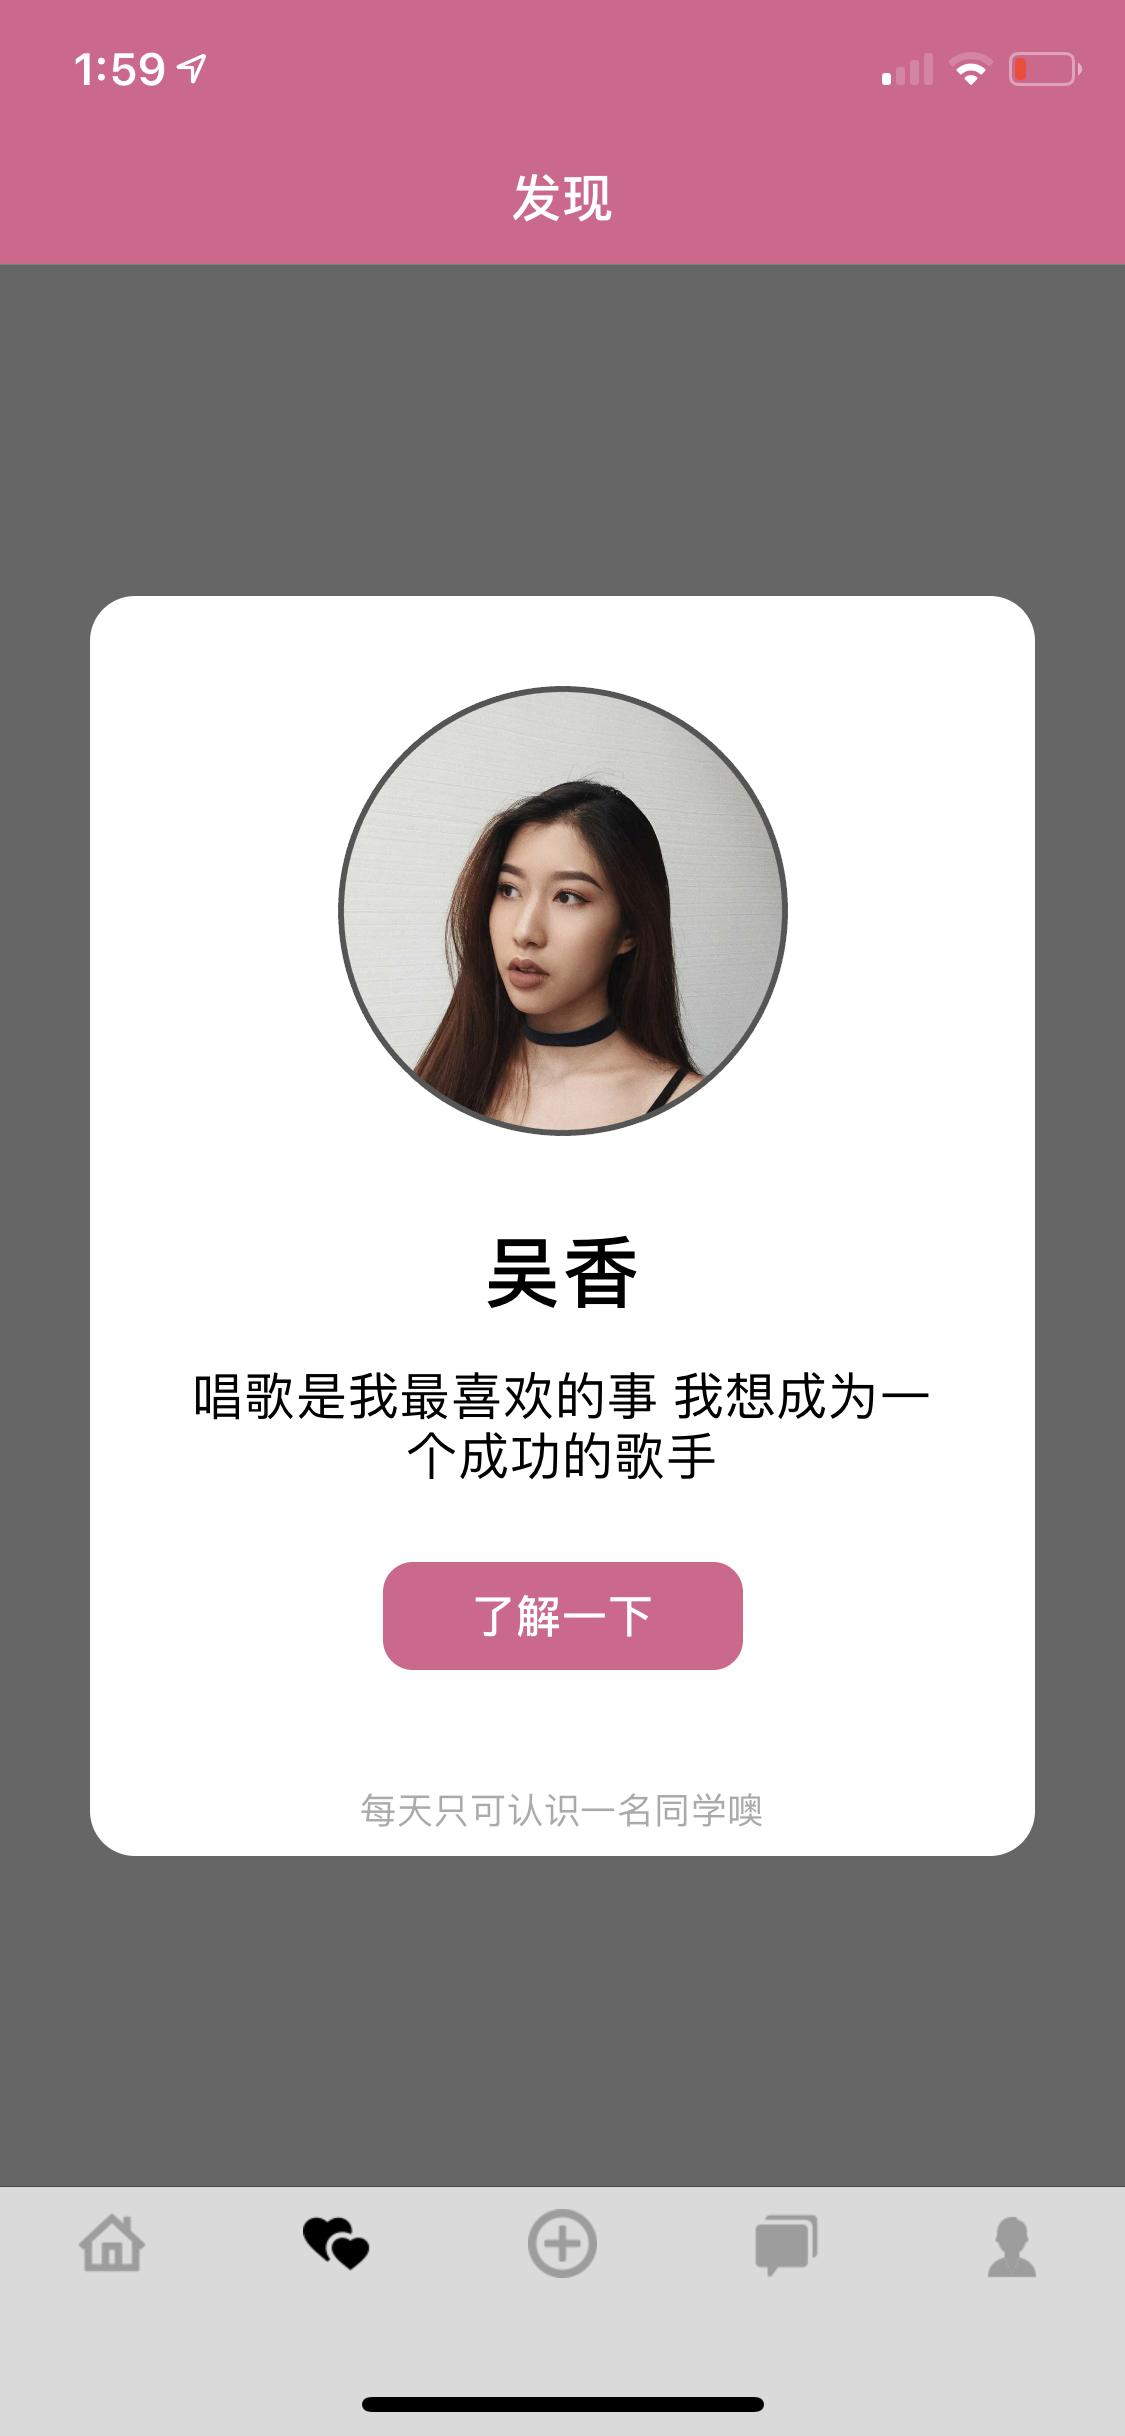 1:59
发现
吴香
唱歌是我最喜欢的事 我想成为一
个成功的歌手
了解一下
每天只可认识一名同学噢